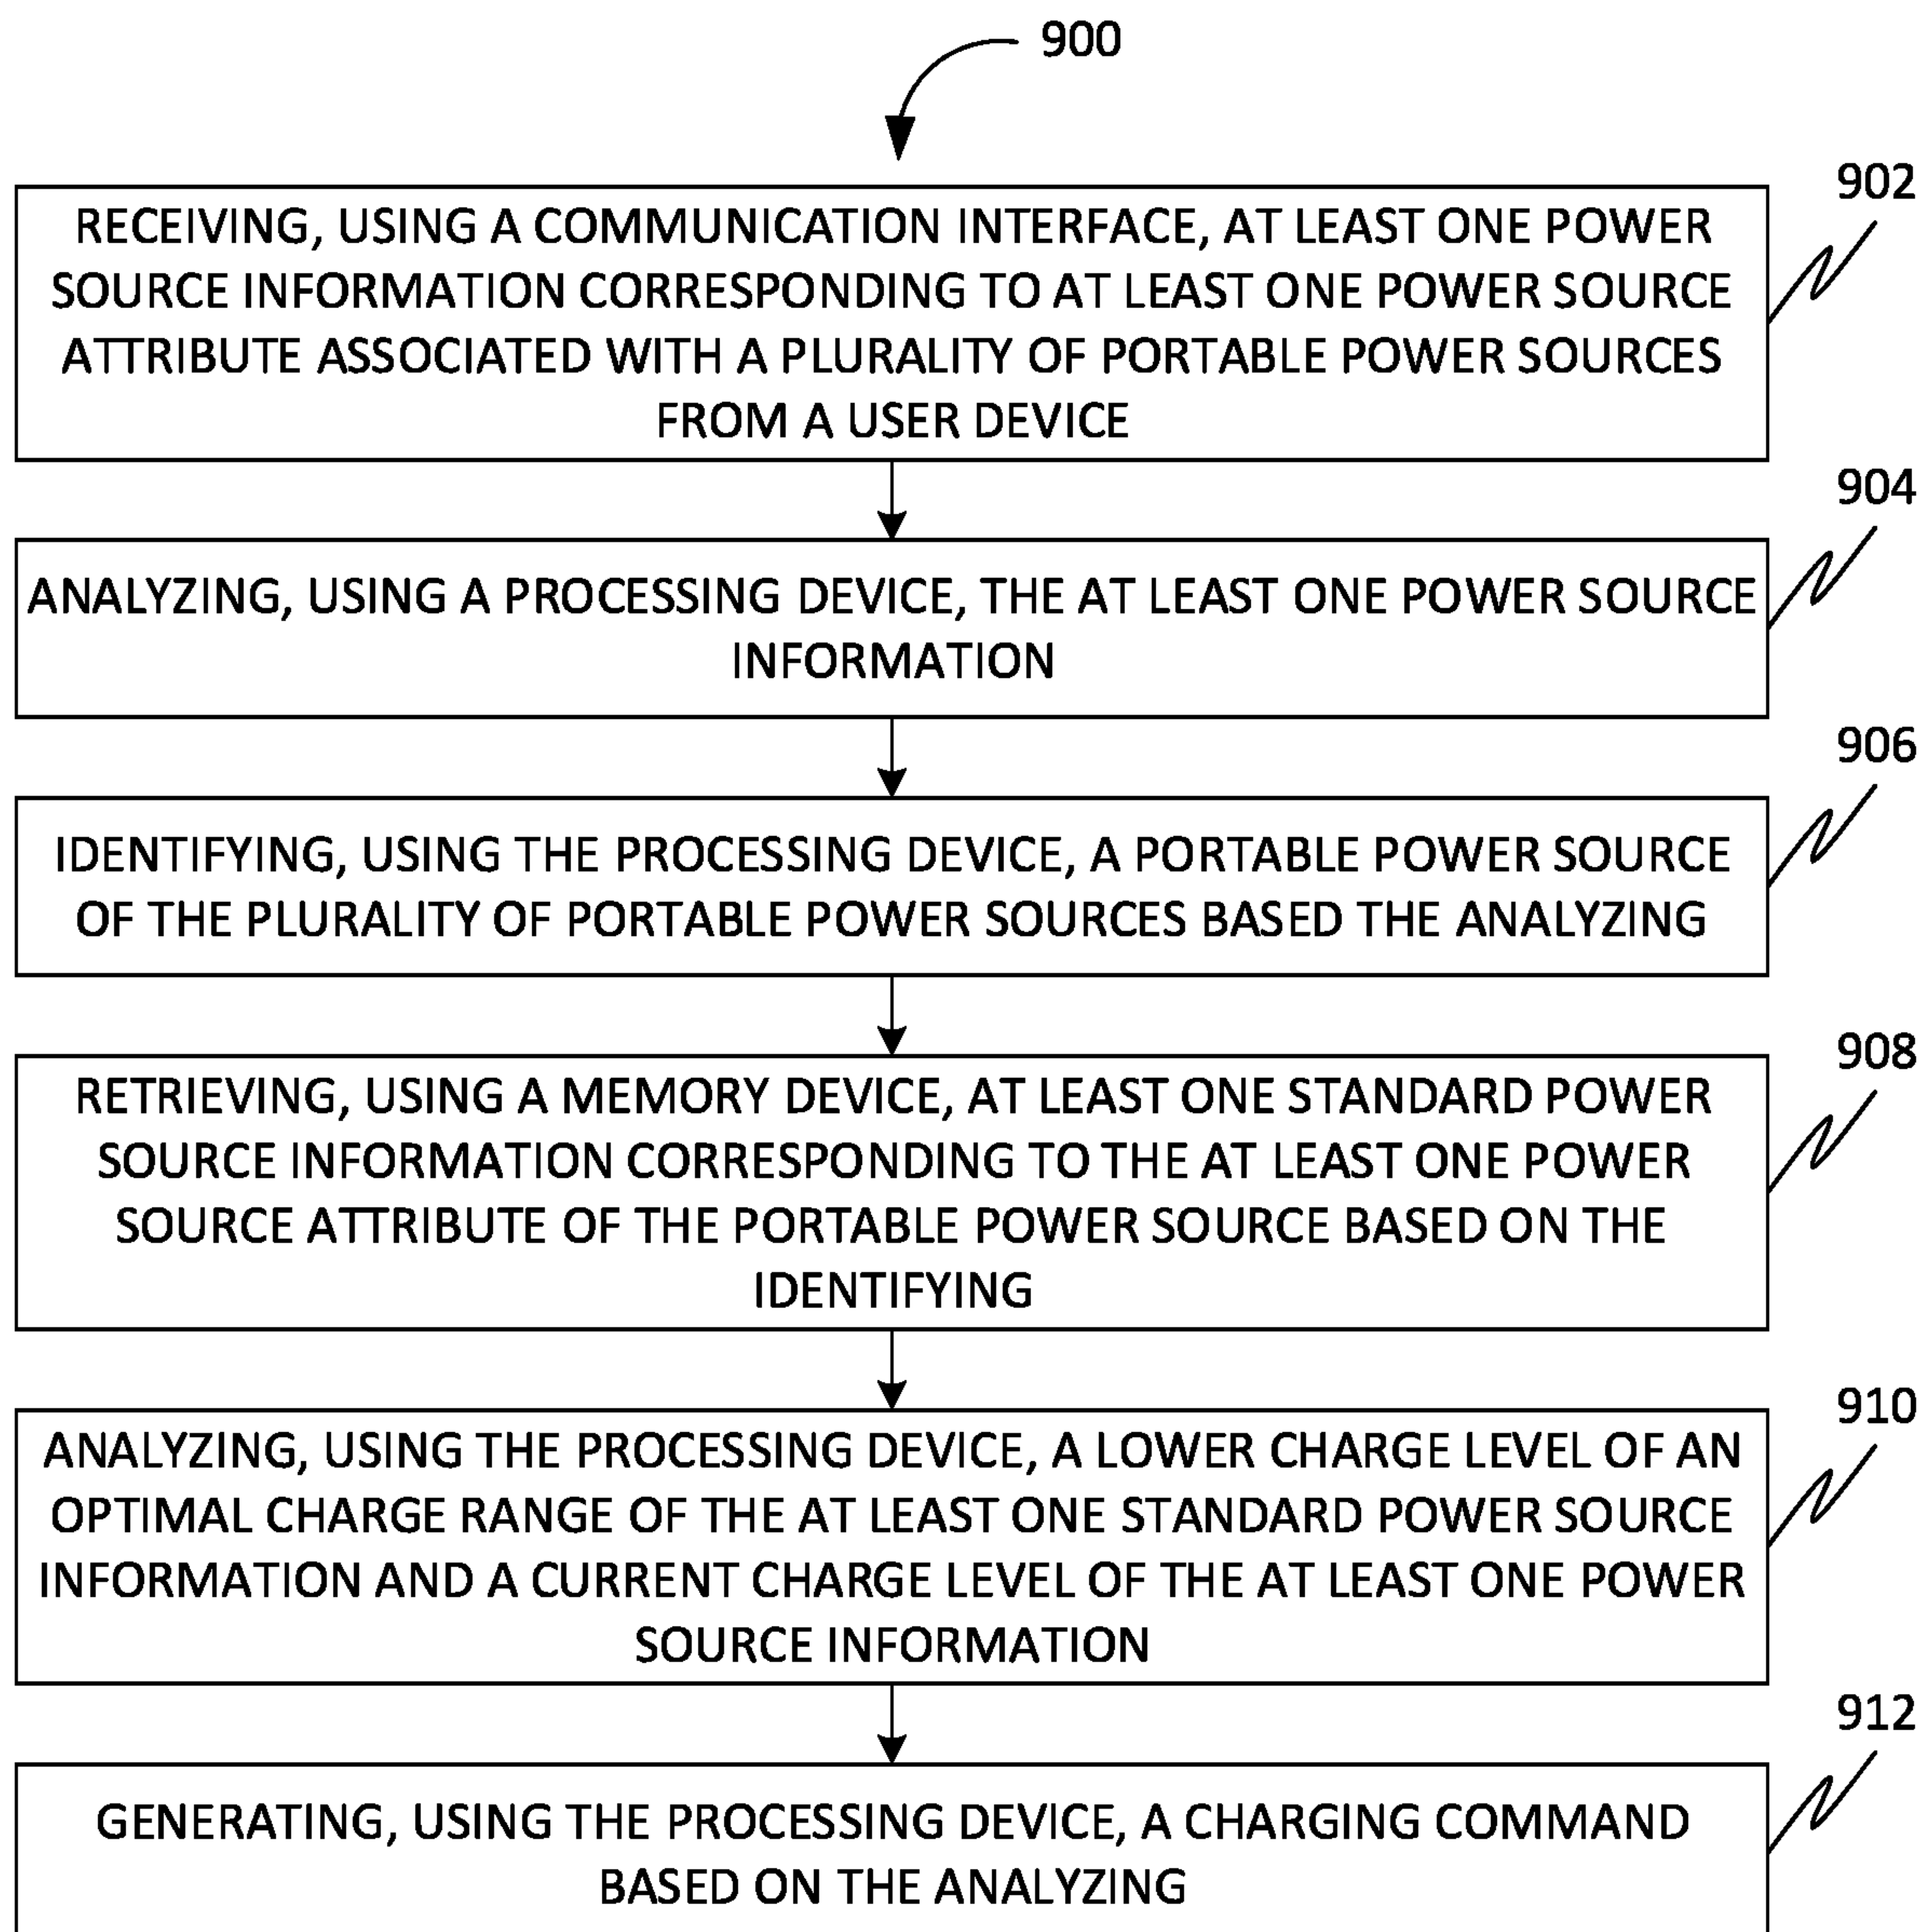 900
902
RECEIVING, USING A COMMUNICATION INTERFACE, AT LEAST ONE POWER
SOURCE INFORMATION CORRESPONDING TO AT LEAST ONE POWER SOURCE
ATTRIBUTE ASSOCIATED WITH A PLURALITY OF PORTABLE POWER SOURCES
FROM A USER DEVICE
904
ANALYZING, USING A PROCESSING DEVICE, THE AT LEAST ONE POWER SOURCE
INFORMATION
906
IDENTIFYING, USING THE PROCESSING DEVICE, A PORTABLE POWER SOURCE
OF THE PLURALITY OF PORTABLE POWER SOURCES BASED THE ANALYZING
908
RETRIEVING, USING A MEMORY DEVICE, AT LEAST ONE STANDARD POWER
SOURCE INFORMATION CORRESPONDING TO THE AT LEAST ONE POWER
SOURCE ATTRIBUTE OF THE PORTABLE POWER SOURCE BASED ON THE
IDENTIFYING
910
ANALYZING, USING THE PROCESSING DEVICE, A LOWER CHARGE LEVEL OF AN
OPTIMAL CHARGE RANGE OF THE AT LEAST ONE STANDARD POWER SOURCE
INFORMATION AND A CURRENT CHARGE LEVEL OF THE AT LEAST ONE POWER
SOURCE INFORMATION
912
GENERATING, USING THE PROCESSING DEVICE, A CHARGING COMMAND
BASED ON THE ANALYZING